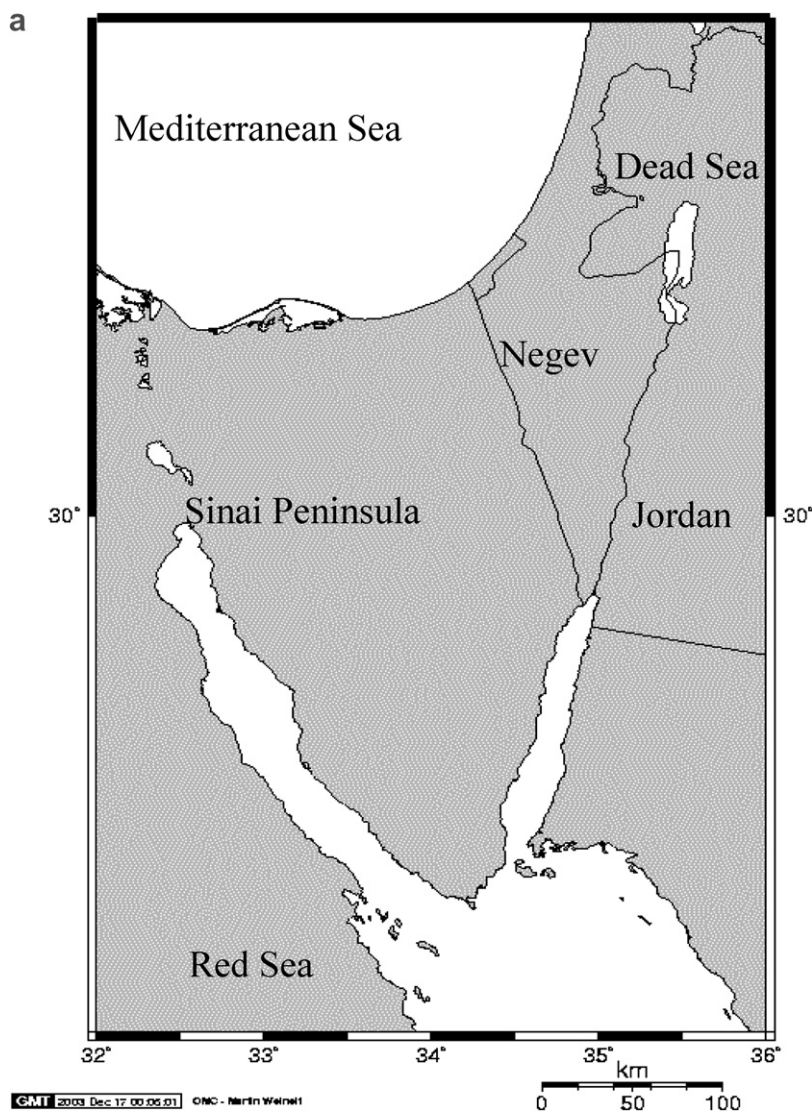 a
Mediterranean Sea
Dead Sea
Negev
Sinai Peninsula
Jordan
30°
30°
Red Sea
32°
33°
34°
35°
36°
km
0
50
100
GMT 2003 Dec 17 00:05:01 OMC - Martin Weinelt